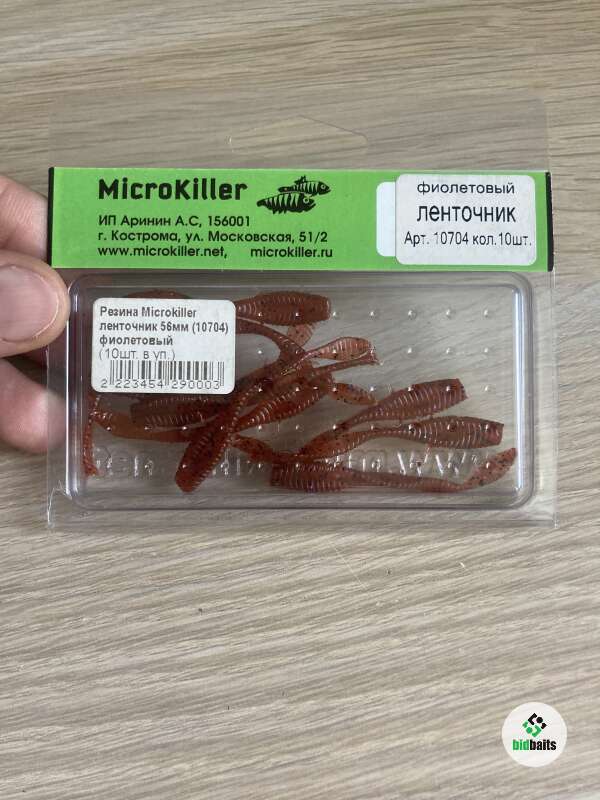 MicroKiller
ИП Аринин А.С, 156001
г. Кострома, ул. Московская, 51/2
www.microkiller.net, microkiller.ru
фиолетовый
ленточник
Арт. 10704 кол.10шт.
Резина Microkiller
ленточник 56мм (10704)
фиолетовый
(10шт. в уп.)
2 223454 290003
bidbaits